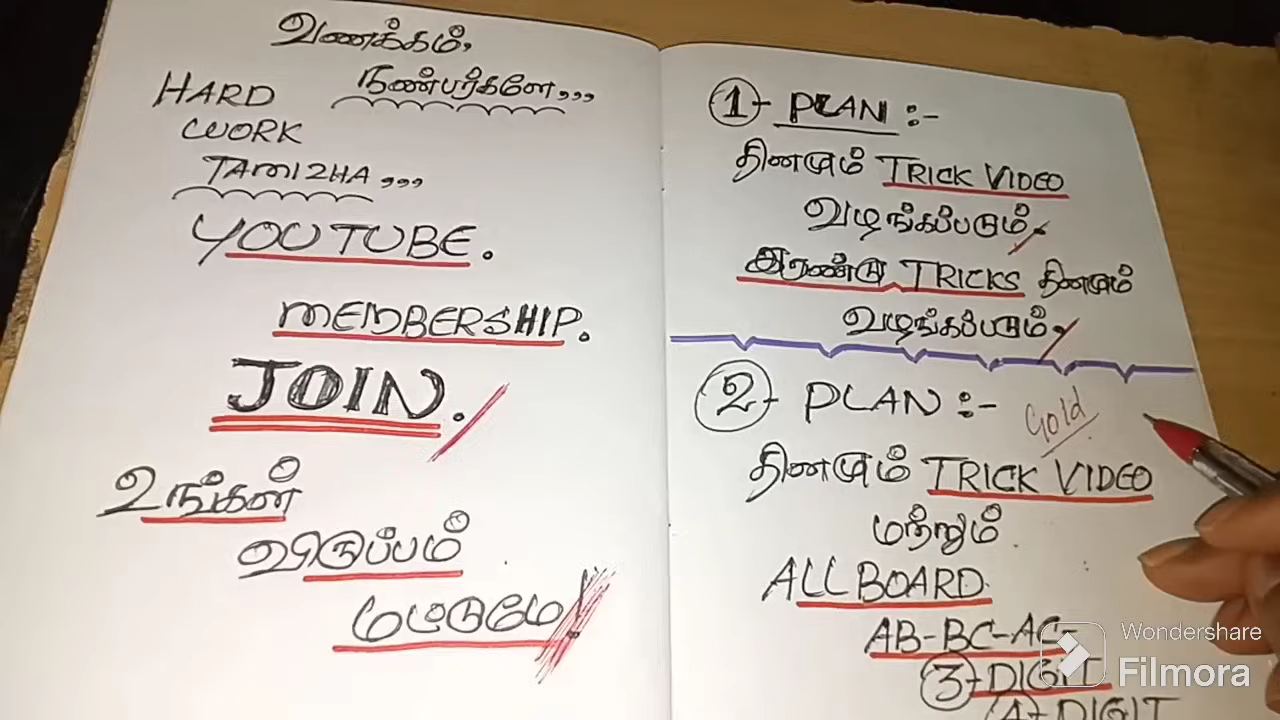 வணக்கம்,
நண்பர்களே,,,
HARD
WORK
TAMIZHA,,,
YOUTUBE.
MEMBERSHIP.
JOIN.
உங்கள்
விருப்பம்
மட்டுமே!
1- PLAN :-
தினமும் TRICK VIDEO
வழங்கப்படும்.
இரண்டு TRICKS தினமும்
வழங்கப்படும்.
2- PLAN :-
Gold
தினமும் TRICK VIDEO
மற்றும்
ALL BOARD
AB-BC-AC-
3-DIGIT
4-DIGIT
Wondershare
Filmora